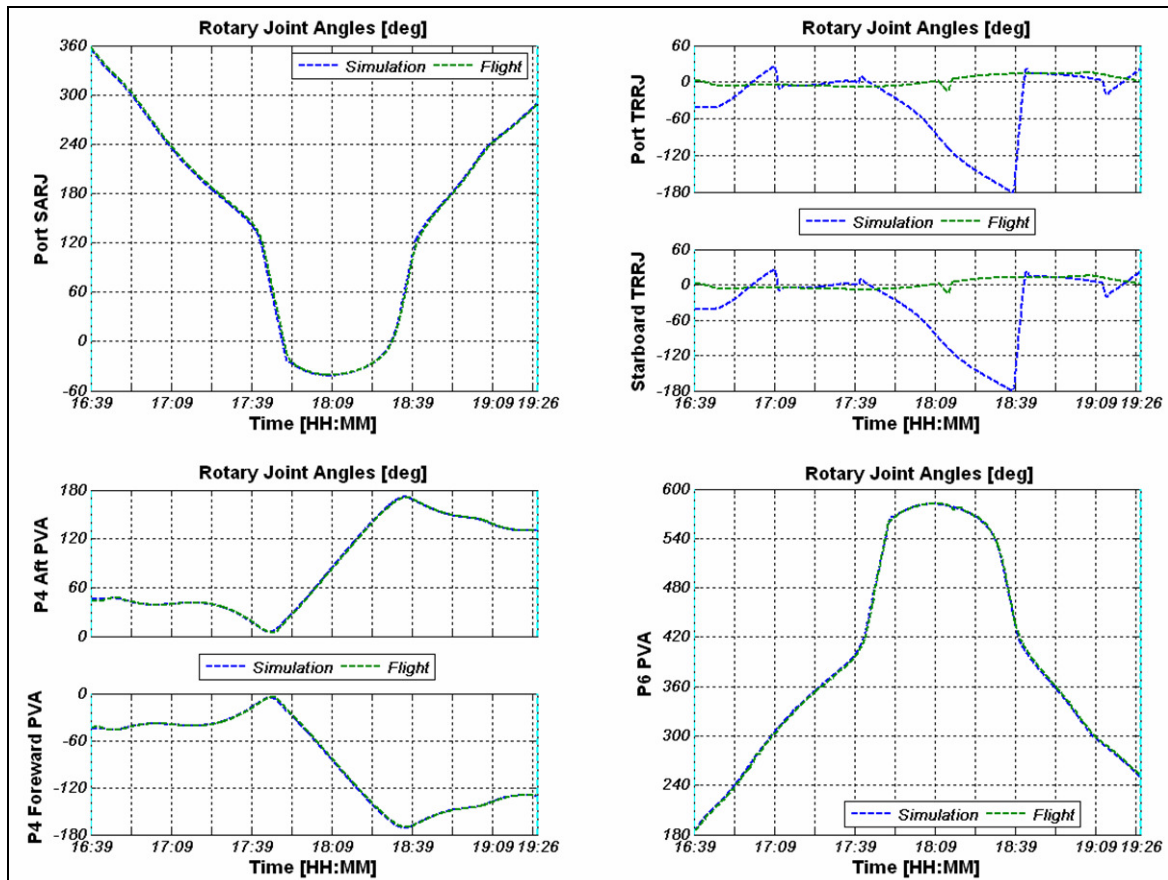 Rotary Joint Angles [deg]
360
300
240
180
120
60
0
-60
Port SARJ
Simulation Flight
16:39 17:09 17:39 18:09 18:39 19:09 19:26
Time [HH:MM]
Rotary Joint Angles [deg]
60
0
-60
-120
-180
Port TRRJ
Simulation Flight
60
0
-60
-120
-180
Starboard TRRJ
16:39 17:09 17:39 18:09 18:39 19:09 19:26
Time [HH:MM]
Rotary Joint Angles [deg]
180
120
60
0
P4 Aft PVA
Simulation Flight
0
-60
-120
-180
P4 Foreward PVA
16:39 17:09 17:39 18:09 18:39 19:09 19:26
Time [HH:MM]
Rotary Joint Angles [deg]
600
540
480
420
360
300
240
180
P6 PVA
Simulation Flight
16:39 17:09 17:39 18:09 18:39 19:09 19:26
Time [HH:MM]